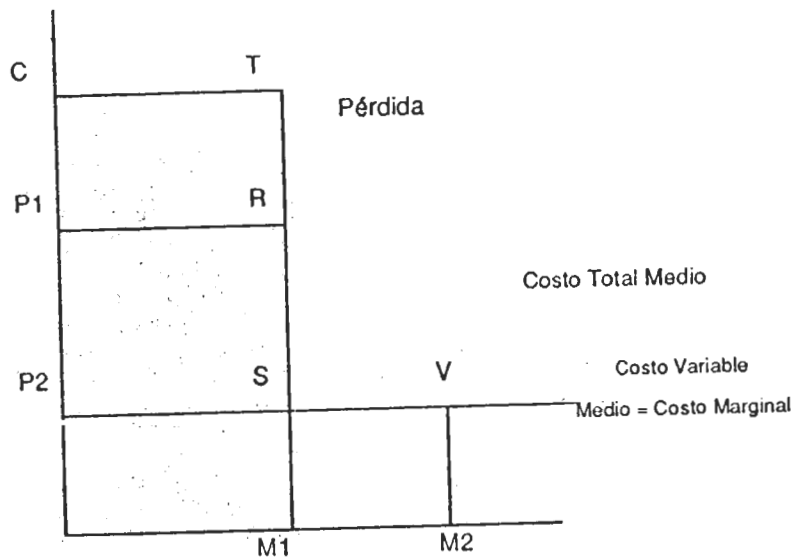 C
T
Pérdida
P1
R
Costo Total Medio
P2
S
V
Costo Variable
Medio = Costo Marginal
M1
M2